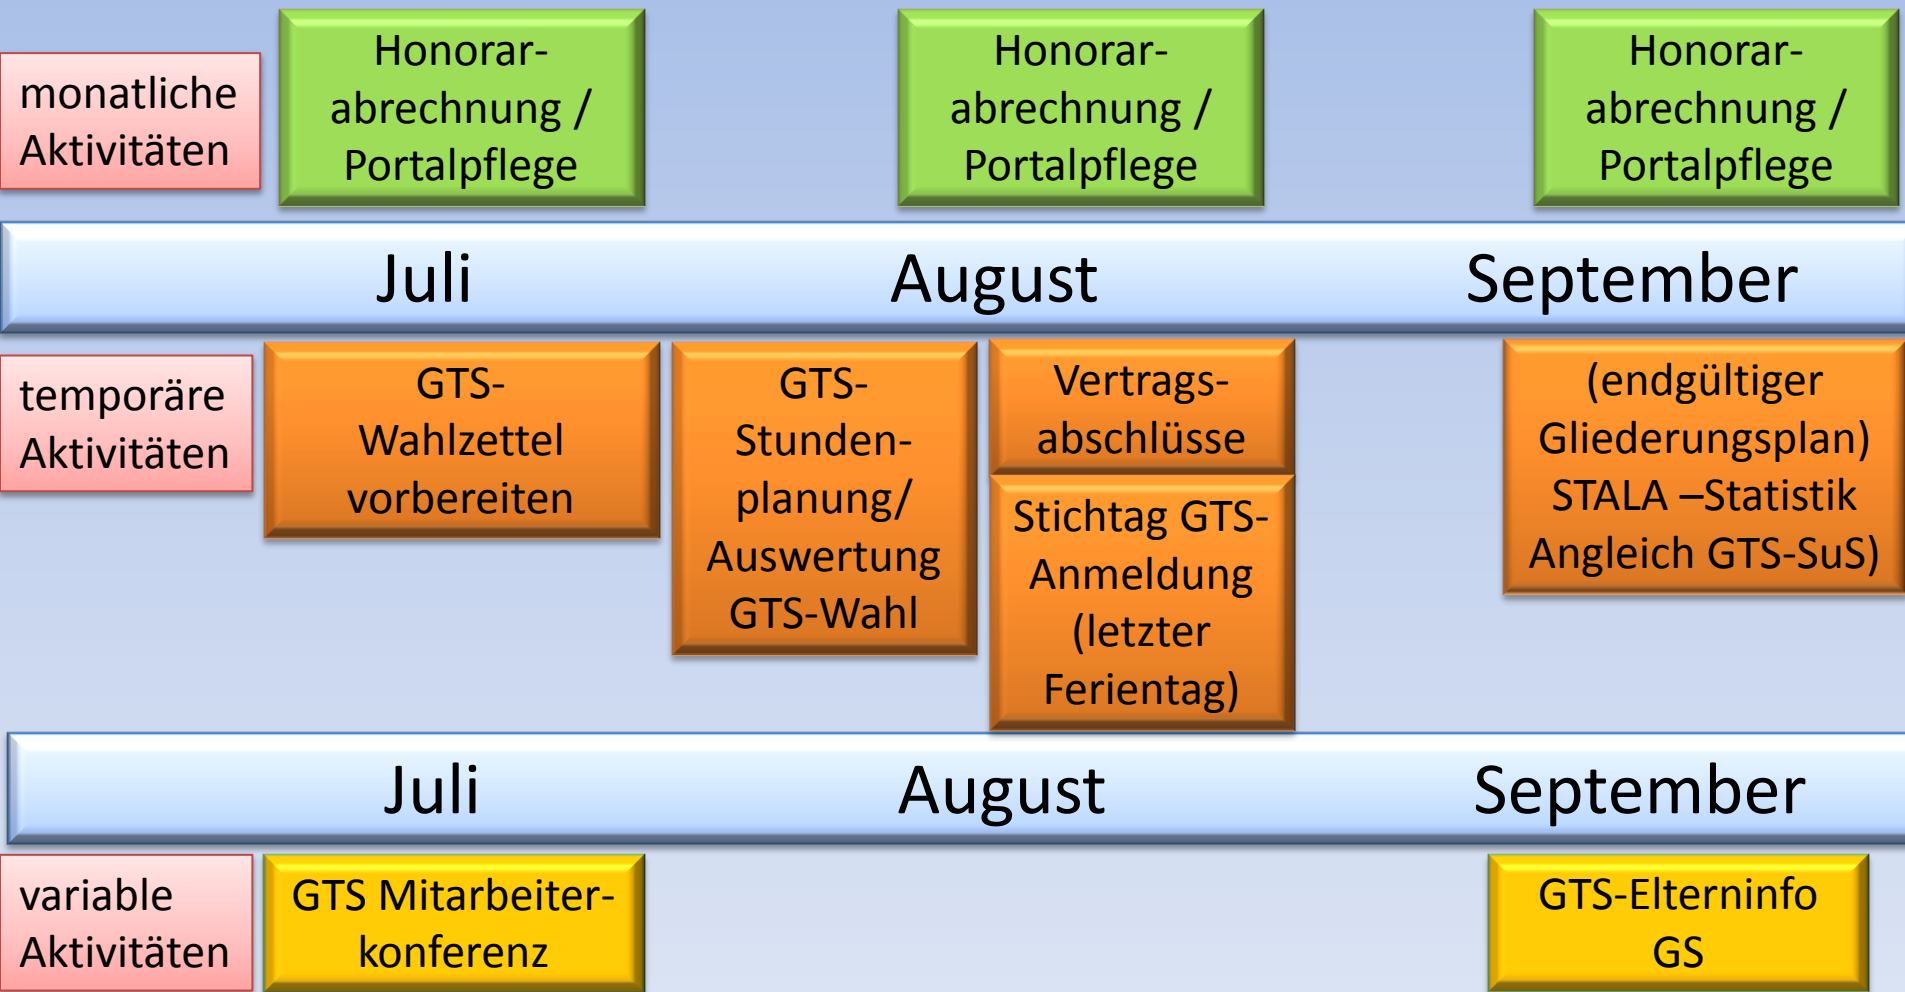 monatliche
Aktivitäten
Honorar-
abrechnung /
Portalpflege
Honorar-
abrechnung /
Portalpflege
Honorar-
abrechnung /
Portalpflege
Juli August September
temporäre
Aktivitäten
GTS-
Wahlzettel
vorbereiten
GTS-
Stunden-
planung/
Auswertung
GTS-Wahl
Vertrags-
abschlüsse
Stichtag GTS-
Anmeldung
(letzter
Ferientag)
(endgültiger
Gliederungsplan)
STALA –Statistik
Angleich GTS-SuS)
Juli August September
variable
Aktivitäten
GTS Mitarbeiter-
konferenz
GTS-Elterninfo
GS